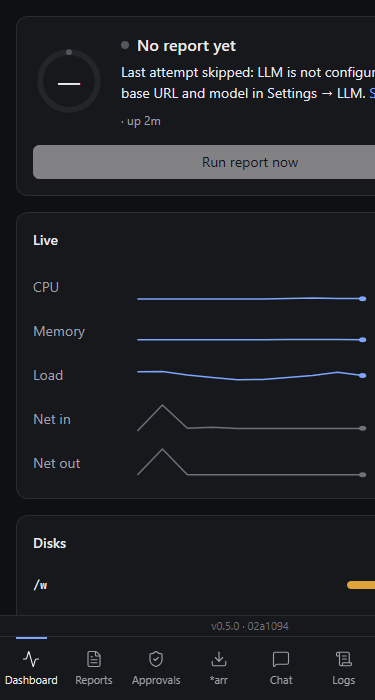 No report yet
Last attempt skipped: LLM is not configur
base URL and model in Settings → LLM. S
· up 2m
Run report now
Live
CPU
Memory
Load
Net in
Net out
Disks
/w
v0.5.0 · 02a1094
Dashboard
Reports
Approvals
*arr
Chat
Logs